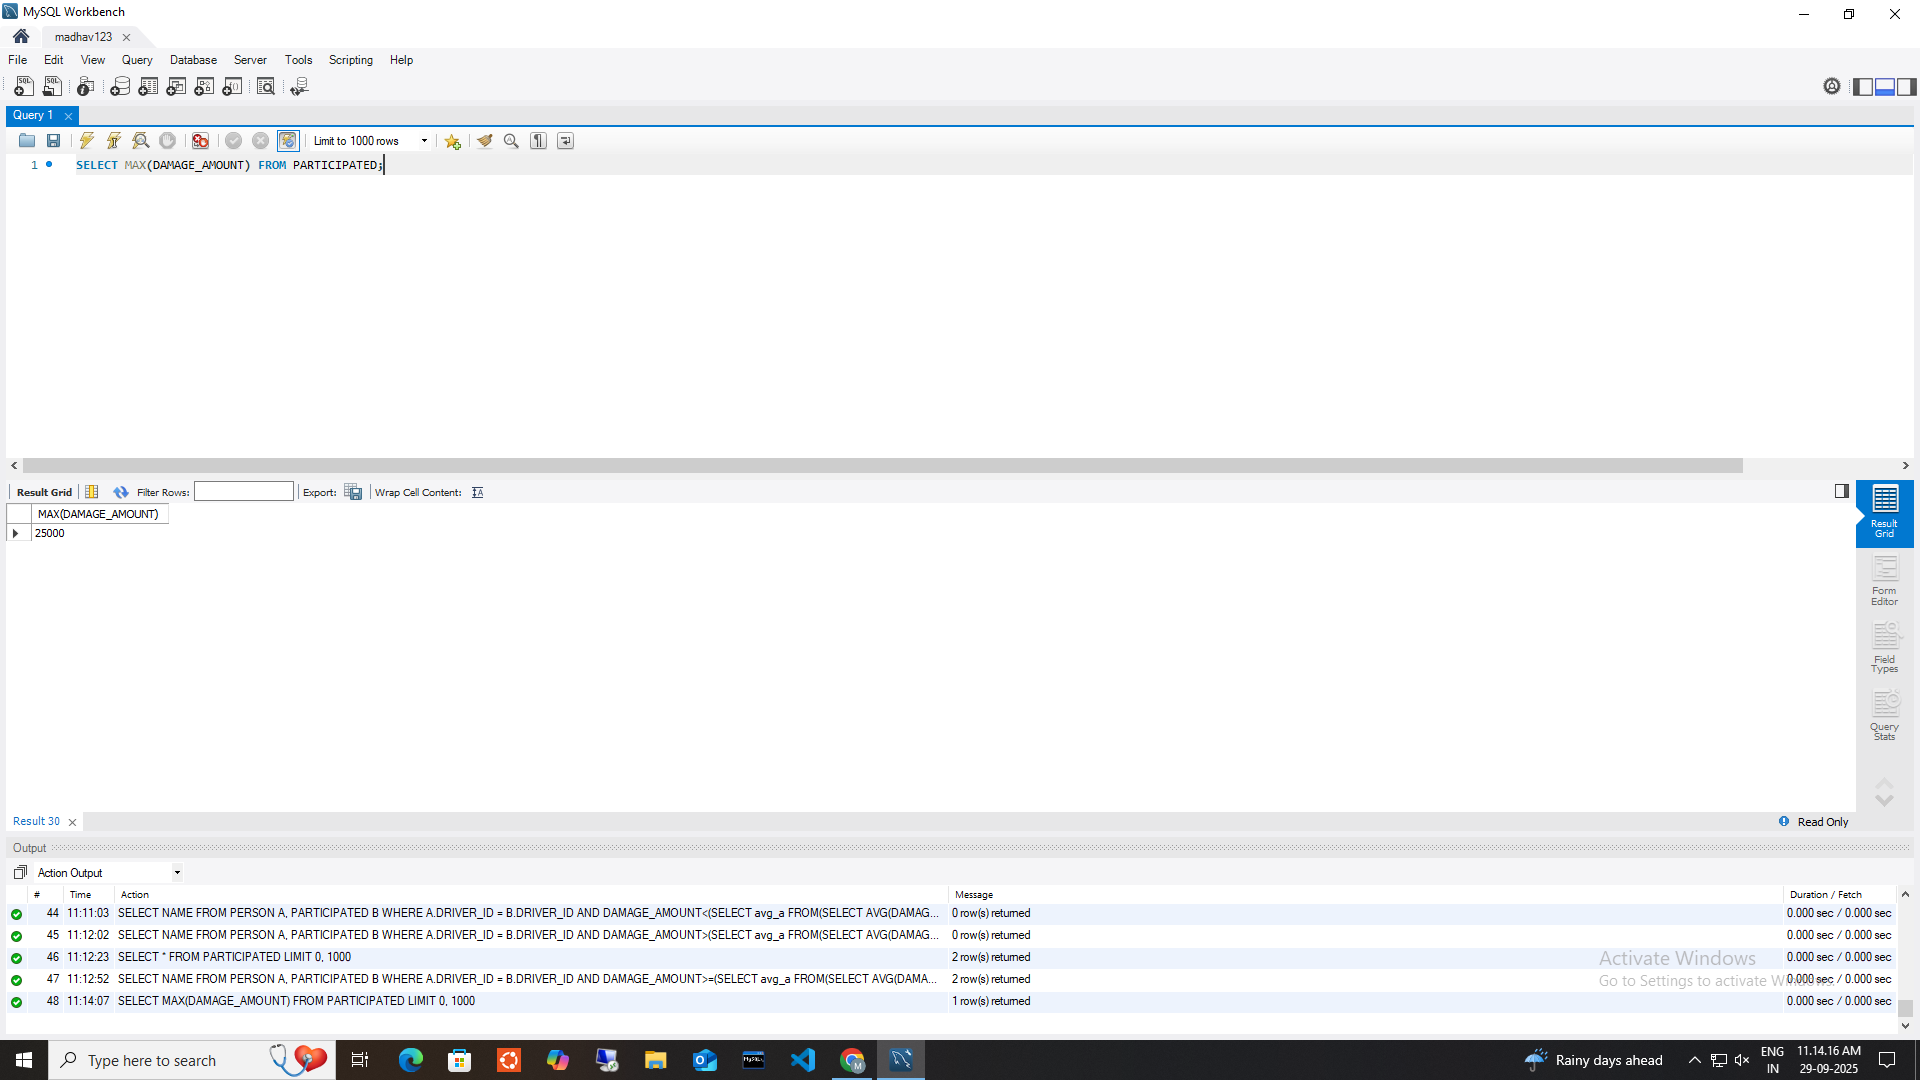 MySQL Workbench
madhav123
File Edit View Query Database Server Tools Scripting Help
Query 1
Limit to 1000 rows
1 SELECT MAX(DAMAGE_AMOUNT) FROM PARTICIPATED;
Result Grid Filter Rows: Export: Wrap Cell Content:
MAX(DAMAGE_AMOUNT)
25000
Result
Grid
Form
Editor
Field
Types
Query
Stats
Result 30
Read Only
Output
Action Output
# Time Action Message Duration / Fetch
44 11:11:03 SELECT NAME FROM PERSON A, PARTICIPATED B WHERE A.DRIVER_ID = B.DRIVER_ID AND DAMAGE_AMOUNT<(SELECT avg_a FROM(SELECT AVG(DAMAG... 0 row(s) returned 0.000 sec / 0.000 sec
45 11:12:02 SELECT NAME FROM PERSON A, PARTICIPATED B WHERE A.DRIVER_ID = B.DRIVER_ID AND DAMAGE_AMOUNT>(SELECT avg_a FROM(SELECT AVG(DAMAG... 0 row(s) returned 0.000 sec / 0.000 sec
46 11:12:23 SELECT * FROM PARTICIPATED LIMIT 0, 1000 2 row(s) returned 0.000 sec / 0.000 sec
47 11:12:52 SELECT NAME FROM PERSON A, PARTICIPATED B WHERE A.DRIVER_ID = B.DRIVER_ID AND DAMAGE_AMOUNT>=(SELECT avg_a FROM(SELECT AVG(DAMA... 2 row(s) returned 0.000 sec / 0.000 sec
48 11:14:07 SELECT MAX(DAMAGE_AMOUNT) FROM PARTICIPATED LIMIT 0, 1000 1 row(s) returned 0.000 sec / 0.000 sec
Activate Windows
Go to Settings to activate Windows.
Type here to search
Rainy days ahead
ENG
IN
11.14.16 AM
29-09-2025